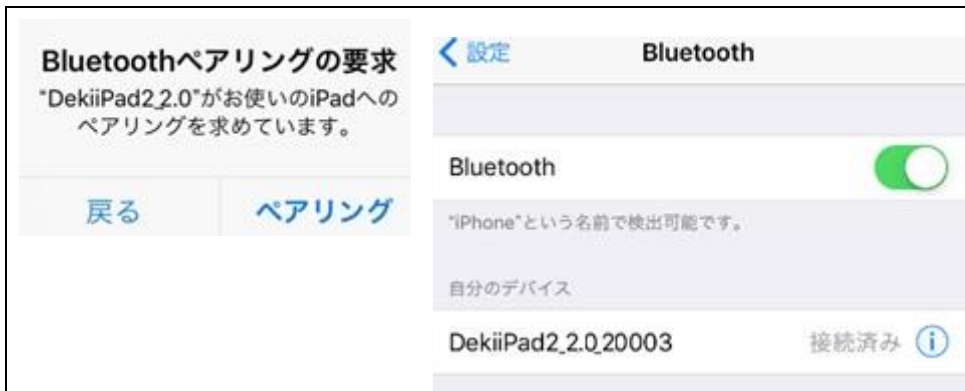 Bluetoothペアリングの要求
"DekiiPad2_2.0"がお使いのiPadへの
ペアリングを求めています。
戻る
ペアリング
設定
Bluetooth
Bluetooth
"iPhone"という名前で検出可能です。
自分のデバイス
DekiiPad2_2.0_20003
接続済み